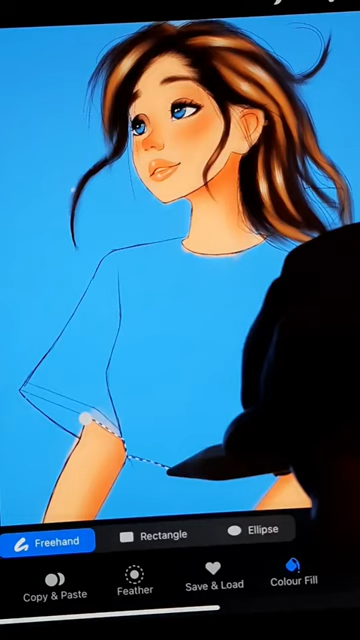 Freehand
Rectangle
Ellipse
Copy & Paste
Feather
Save & Load
Colour Fill